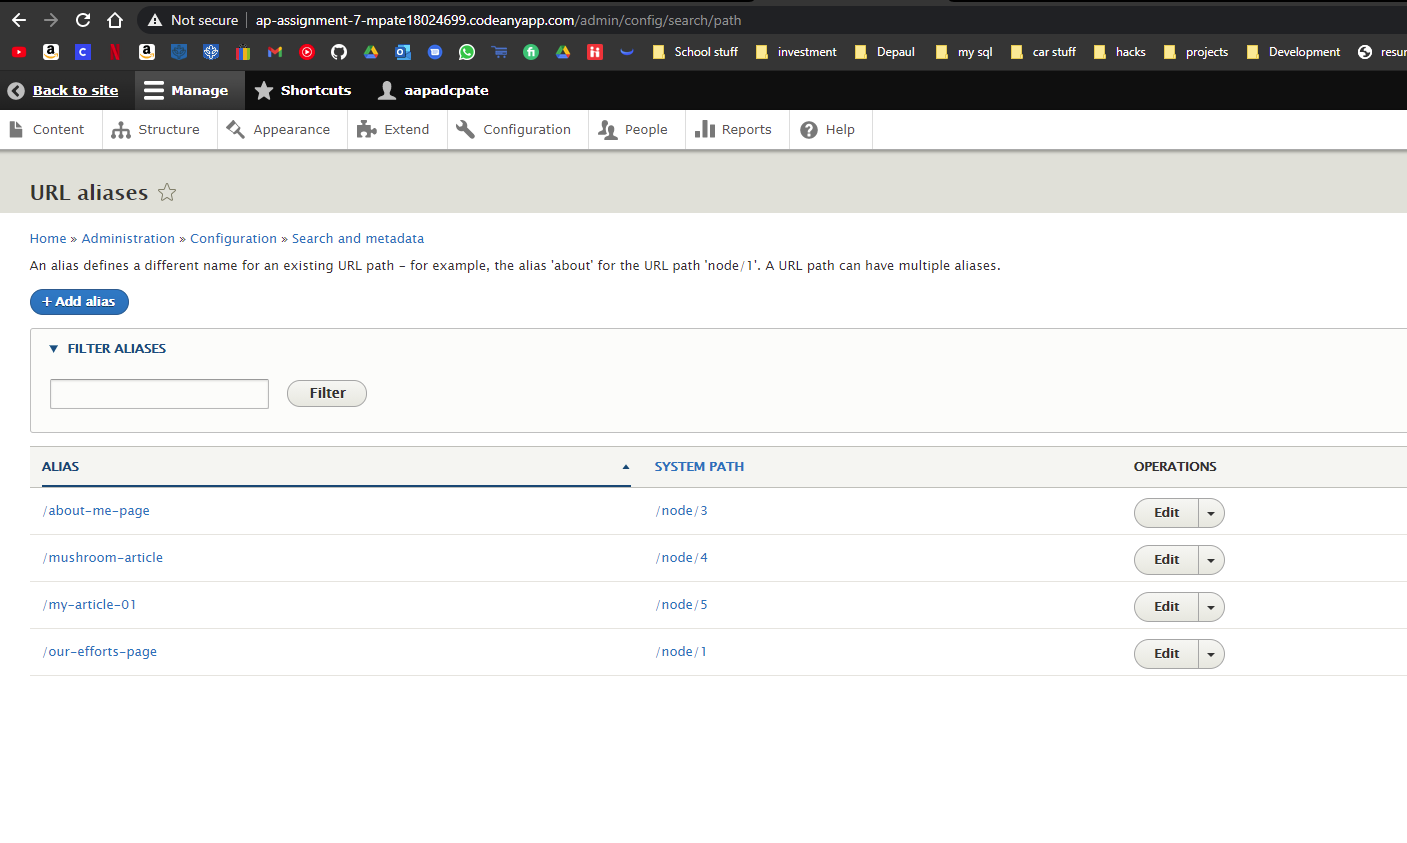 Not secure ap-assignment-7-mpate18024699.codeanyapp.com/admin/config/search/path
School stuff investment Depaul my sql car stuff hacks projects Development
Back to site Manage Shortcuts aapadcpate
Content Structure Appearance Extend Configuration People Reports Help
URL aliases
Home » Administration » Configuration » Search and metadata
An alias defines a different name for an existing URL path - for example, the alias 'about' for the URL path 'node/1'. A URL path can have multiple aliases.
+ Add alias
FILTER ALIASES
Filter
ALIAS SYSTEM PATH OPERATIONS
/about-me-page /node/3 Edit
/mushroom-article /node/4 Edit
/my-article-01 /node/5 Edit
/our-efforts-page /node/1 Edit